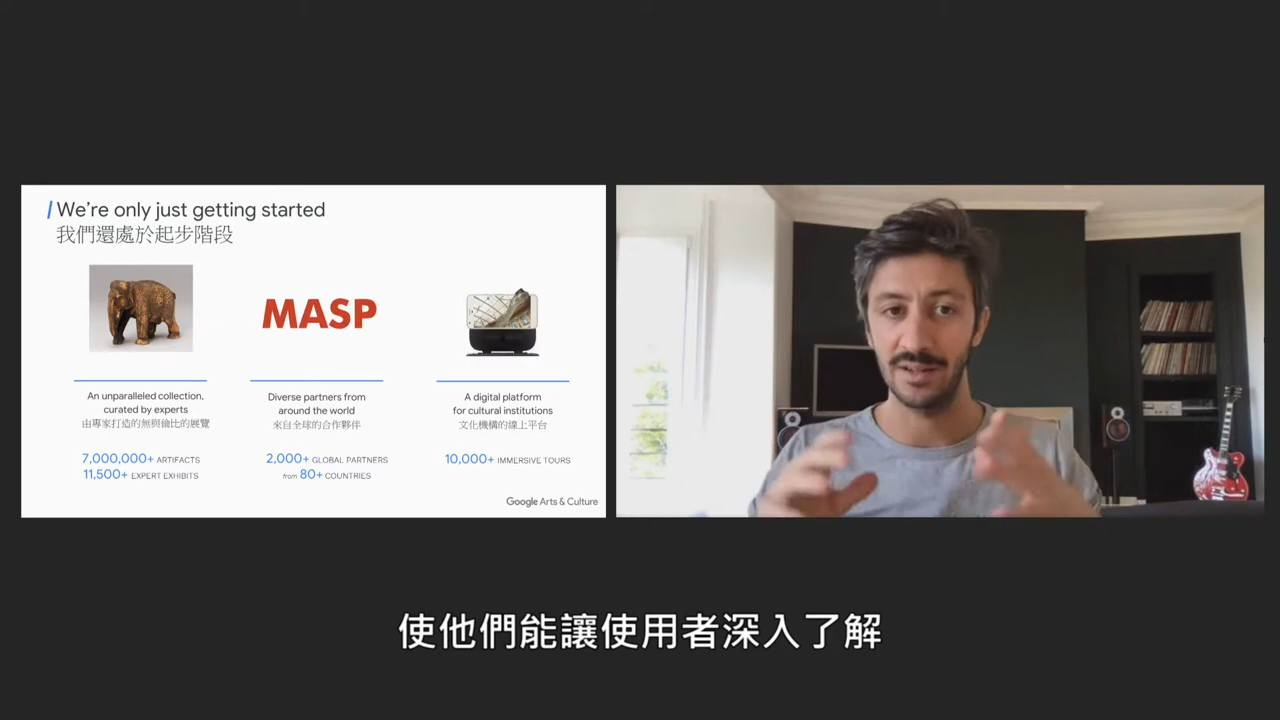 We're only just getting started
我們還處於起步階段
MASP
An unparalleled collection,
curated by experts
由專家打造的無與倫比的展覽
7,000,000+ ARTIFACTS
11,500+ EXPERT EXHIBITS
Diverse partners from
around the world
來自全球的合作夥伴
2,000+ GLOBAL PARTNERS
from 80+ COUNTRIES
A digital platform
for cultural institutions
文化機構的線上平台
10,000+ IMMERSIVE TOURS
Google Arts & Culture
使他們能讓使用者深入了解